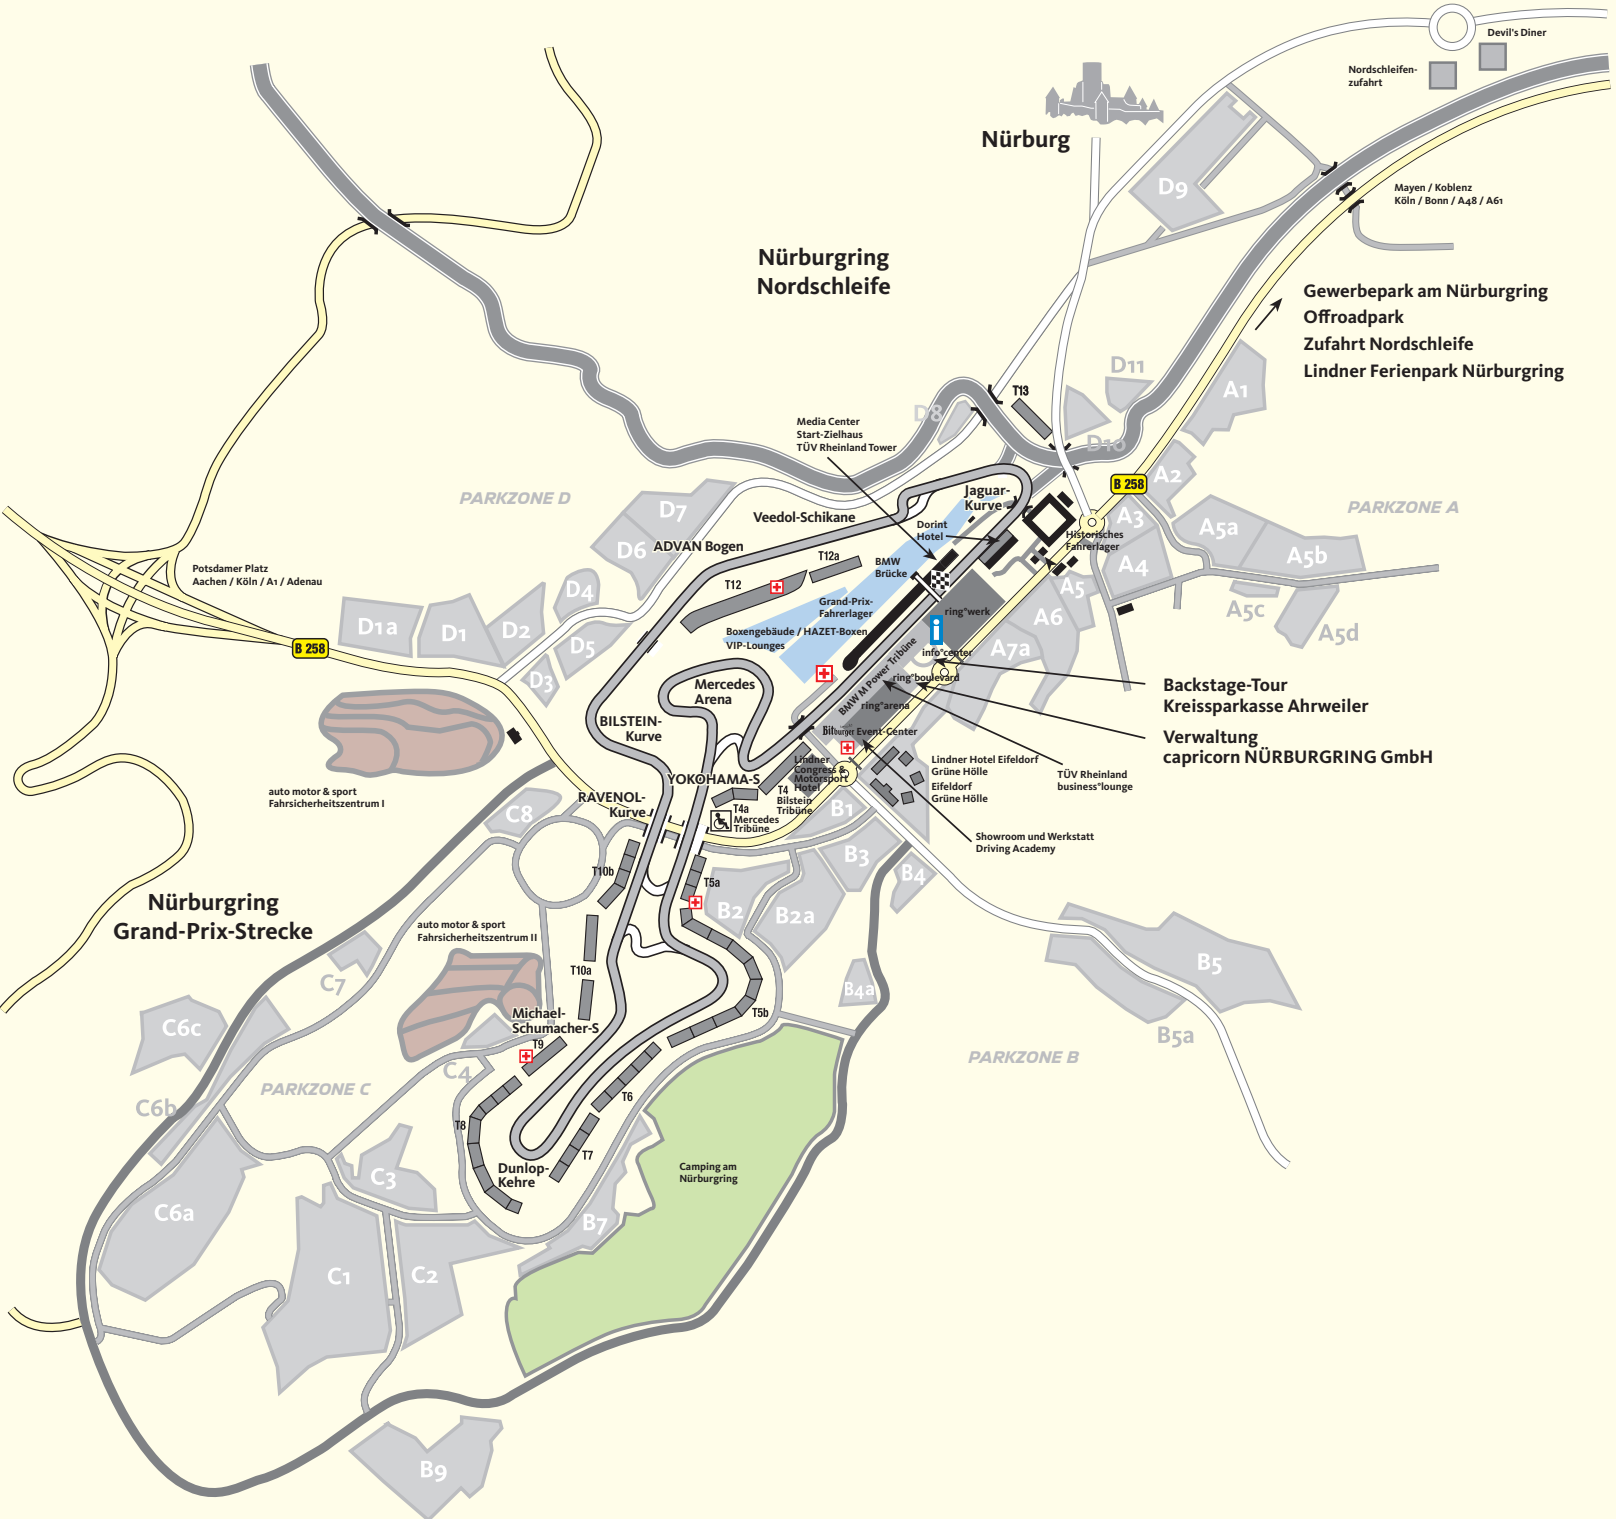 Devil's Diner
Nordschleifen-
zufahrt
Nürburg
D9
Mayen / Koblenz
Köln / Bonn / A48 / A61
Nürburgring
Nordschleife
Gewerbepark am Nürburgring
Offroadpark
Zufahrt Nordschleife
Lindner Ferienpark Nürburgring
D11
T13
A1
D8
D10
Media Center
Start-Zielhaus
TÜV Rheinland Tower
A2
B 258
PARKZONE D
PARKZONE A
Jaguar-
Kurve
D7
Veedol-Schikane
A3
A5a
Dorint
Hotel
Historisches
Fahrerlager
D6
ADVAN Bogen
A5b
T12a
BMW
Brücke
A4
Potsdamer Platz
Aachen / Köln / A1 / Adenau
T12
D4
A5
Grand-Prix-
Fahrerlager
ring°werk
A5c
A6
D1a
D1
D2
Boxengebäude / HAZET-Boxen
VIP-Lounges
A5d
B 258
D5
info°center
A7a
BMW M Power Tribüne
ring°boulevard
D3
Mercedes
Arena
Backstage-Tour
Kreissparkasse Ahrweiler
ring°arena
BILSTEIN-
Kurve
Bitburger Event-Center
Verwaltung
capricorn NÜRBURGRING GmbH
Lindner
Congress &
Motorsport
Hotel
Lindner Hotel Eifeldorf
Grüne Hölle
Eifeldorf
Grüne Hölle
TÜV Rheinland
business°lounge
YOKOHAMA-S
auto motor & sport
Fahrsicherheitszentrum I
RAVENOL-
Kurve
T4
Bilstein
Tribüne
T4a
Mercedes
Tribüne
C8
B1
Showroom und Werkstatt
Driving Academy
B3
T10b
T5a
B4
Nürburgring
Grand-Prix-Strecke
B2
B2a
auto motor & sport
Fahrsicherheitszentrum II
B5
T10a
C7
B4a
Michael-
Schumacher-S
T5b
C6c
B5a
T9
PARKZONE B
C4
PARKZONE C
T6
C6b
T8
T7
Dunlop-
Kehre
C3
Camping am
Nürburgring
C6a
B7
C1
C2
B9